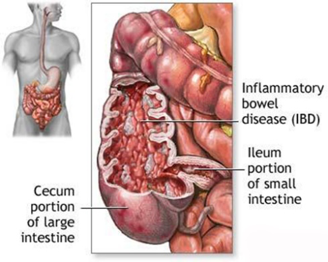 Inflammatory
bowel
disease (IBD)
Ileum
portion
of small
intestine
Cecum
portion
of large
intestine